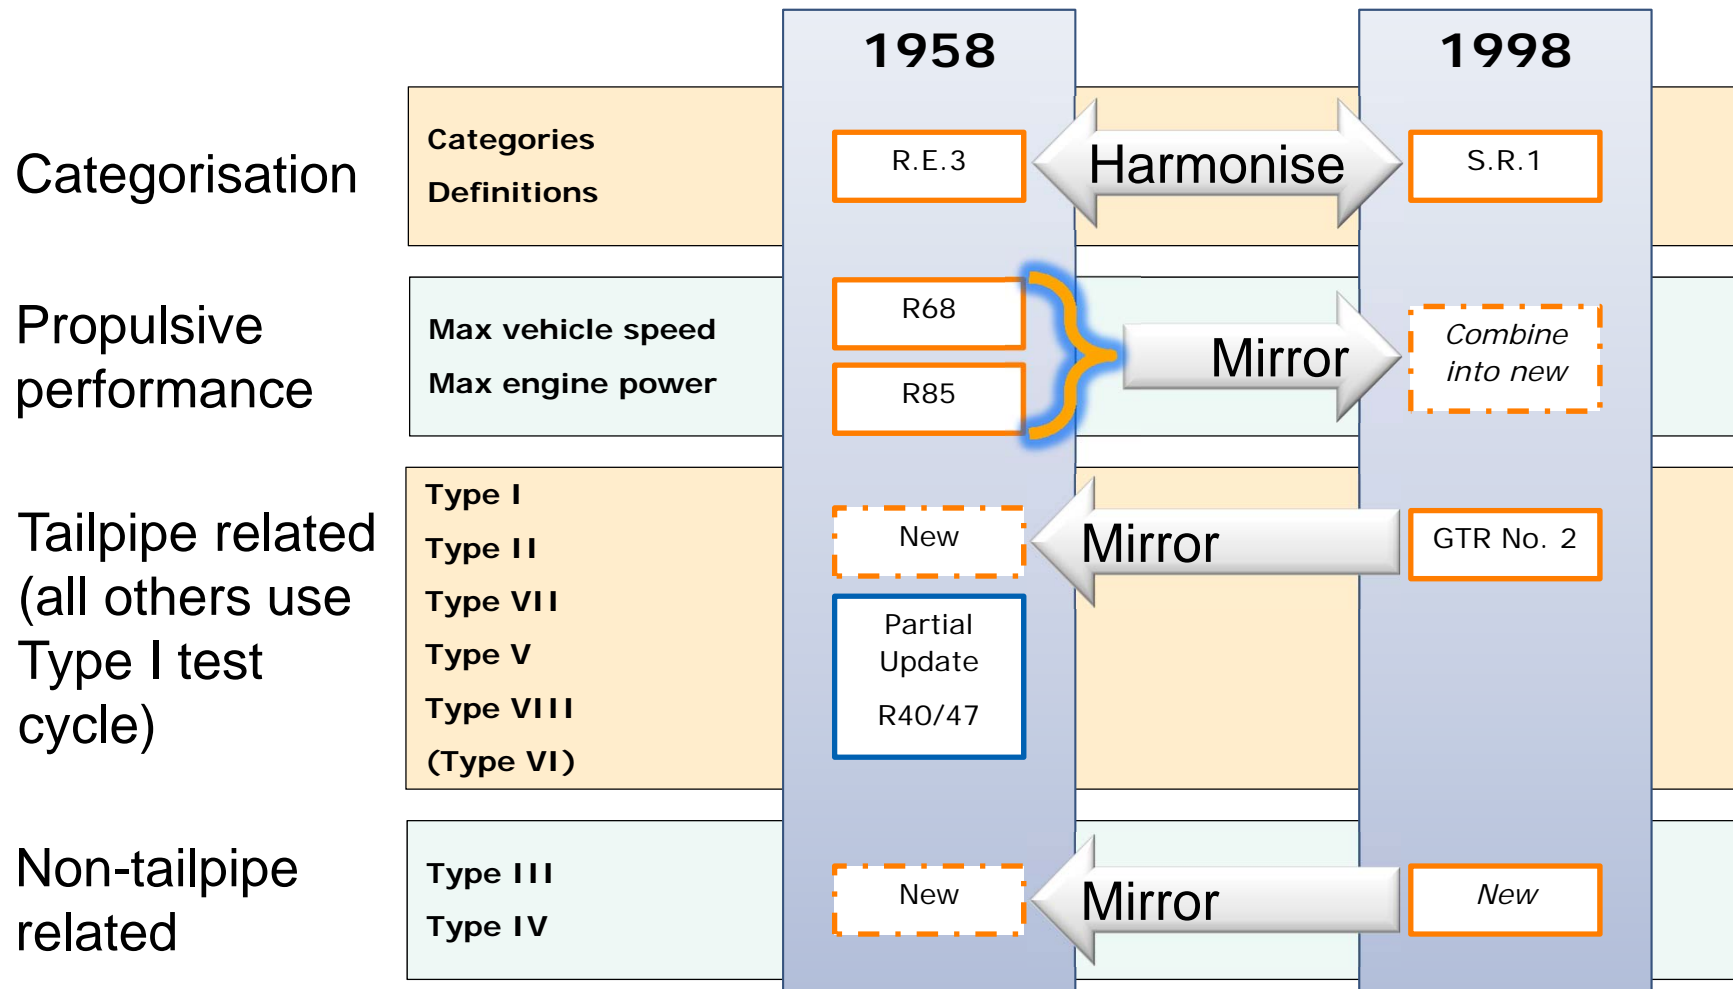 1958
1998
Categorisation
Categories
Definitions
R.E.3
Harmonise
S.R.1
Propulsive
performance
Max vehicle speed
Max engine power
R68
R85
Mirror
Combine
into new
Tailpipe related
(all others use
Type I test
cycle)
Type I
Type II
Type VII
Type V
Type VIII
(Type VI)
New
Mirror
GTR No. 2
Partial
Update
R40/47
Non-tailpipe
related
Type III
Type IV
New
Mirror
New